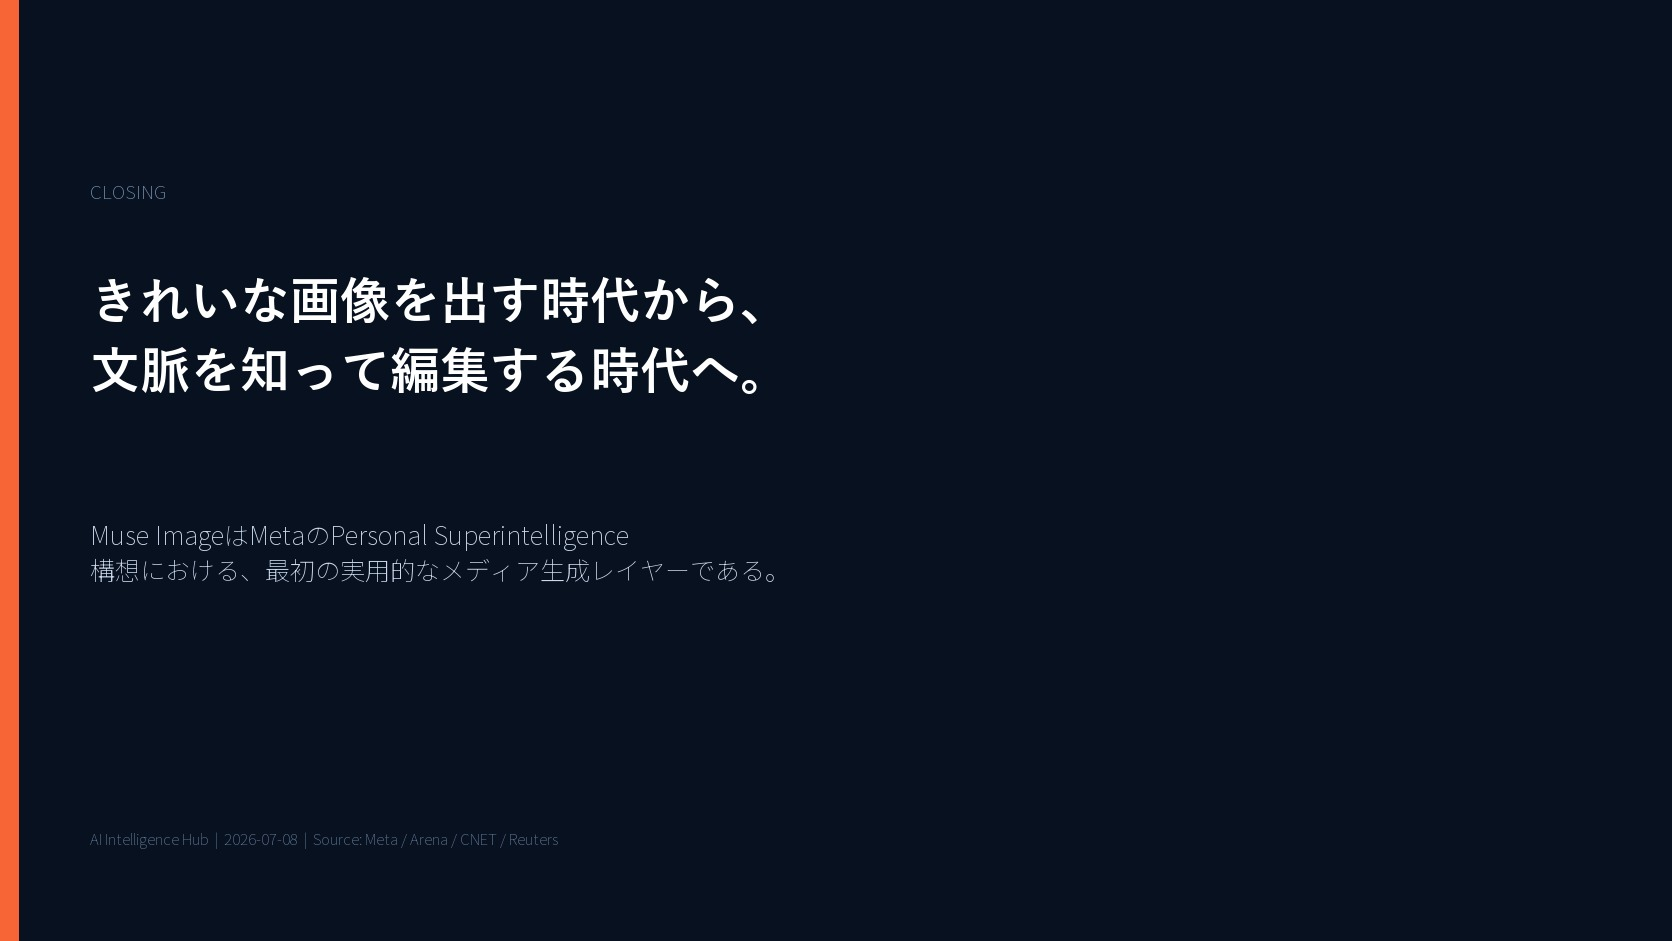 CLOSING
きれいな画像を出す時代から、
文脈を知って編集する時代へ。
Muse ImageはMetaのPersonal Superintelligence
構想における、最初の実用的なメディア生成レイヤーである。
AI Intelligence Hub | 2026-07-08 | Source: Meta / Arena / CNET / Reuters